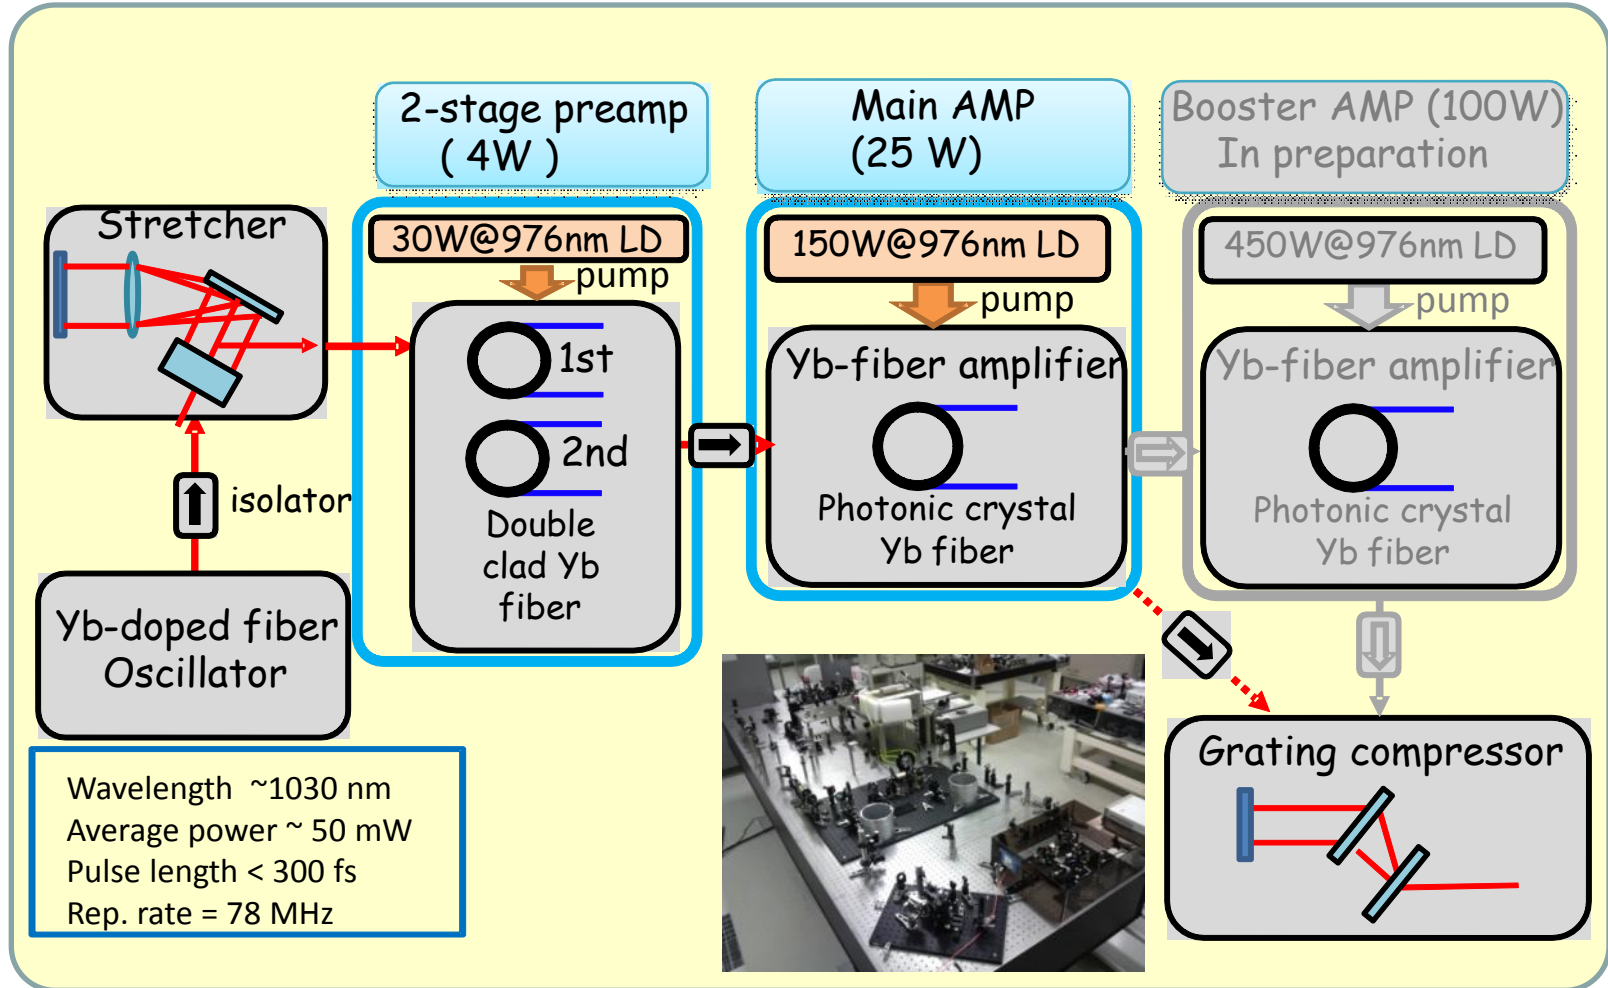 2-stage preamp
( 4W )
Main AMP
(25 W)
Booster AMP (100W)
In preparation
Stretcher
30W@976nm LD
pump
150W@976nm LD
pump
450W@976nm LD
pump
1st
2nd
Double
clad Yb
fiber
Yb-fiber amplifier
Photonic crystal
Yb fiber
Yb-fiber amplifier
Photonic crystal
Yb fiber
isolator
Yb-doped fiber
Oscillator
Wavelength ~1030 nm
Average power ~ 50 mW
Pulse length < 300 fs
Rep. rate = 78 MHz
Grating compressor